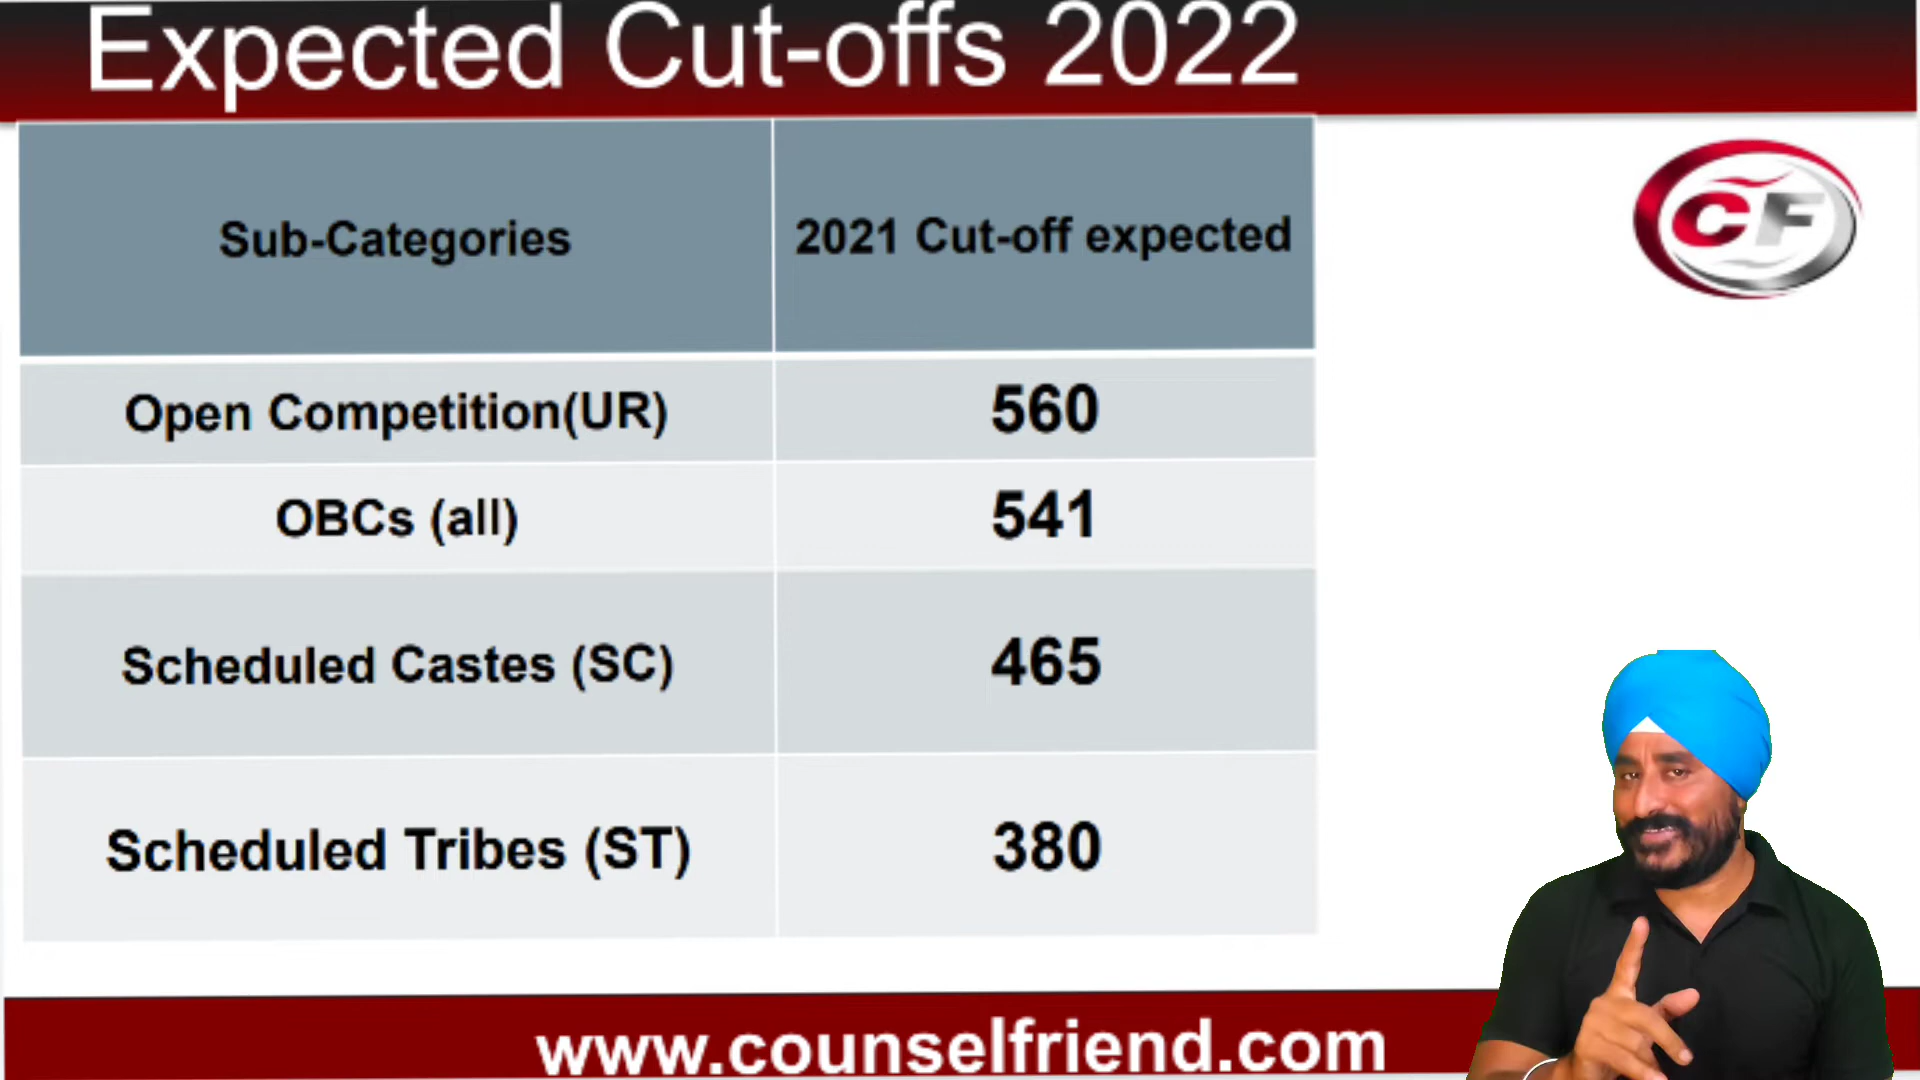 Expected Cut-offs 2022
Sub-Categories
2021 Cut-off expected
CF
Open Competition(UR)
560
OBCs (all)
541
Scheduled Castes (SC)
465
Scheduled Tribes (ST)
380
www.counselfriend.com